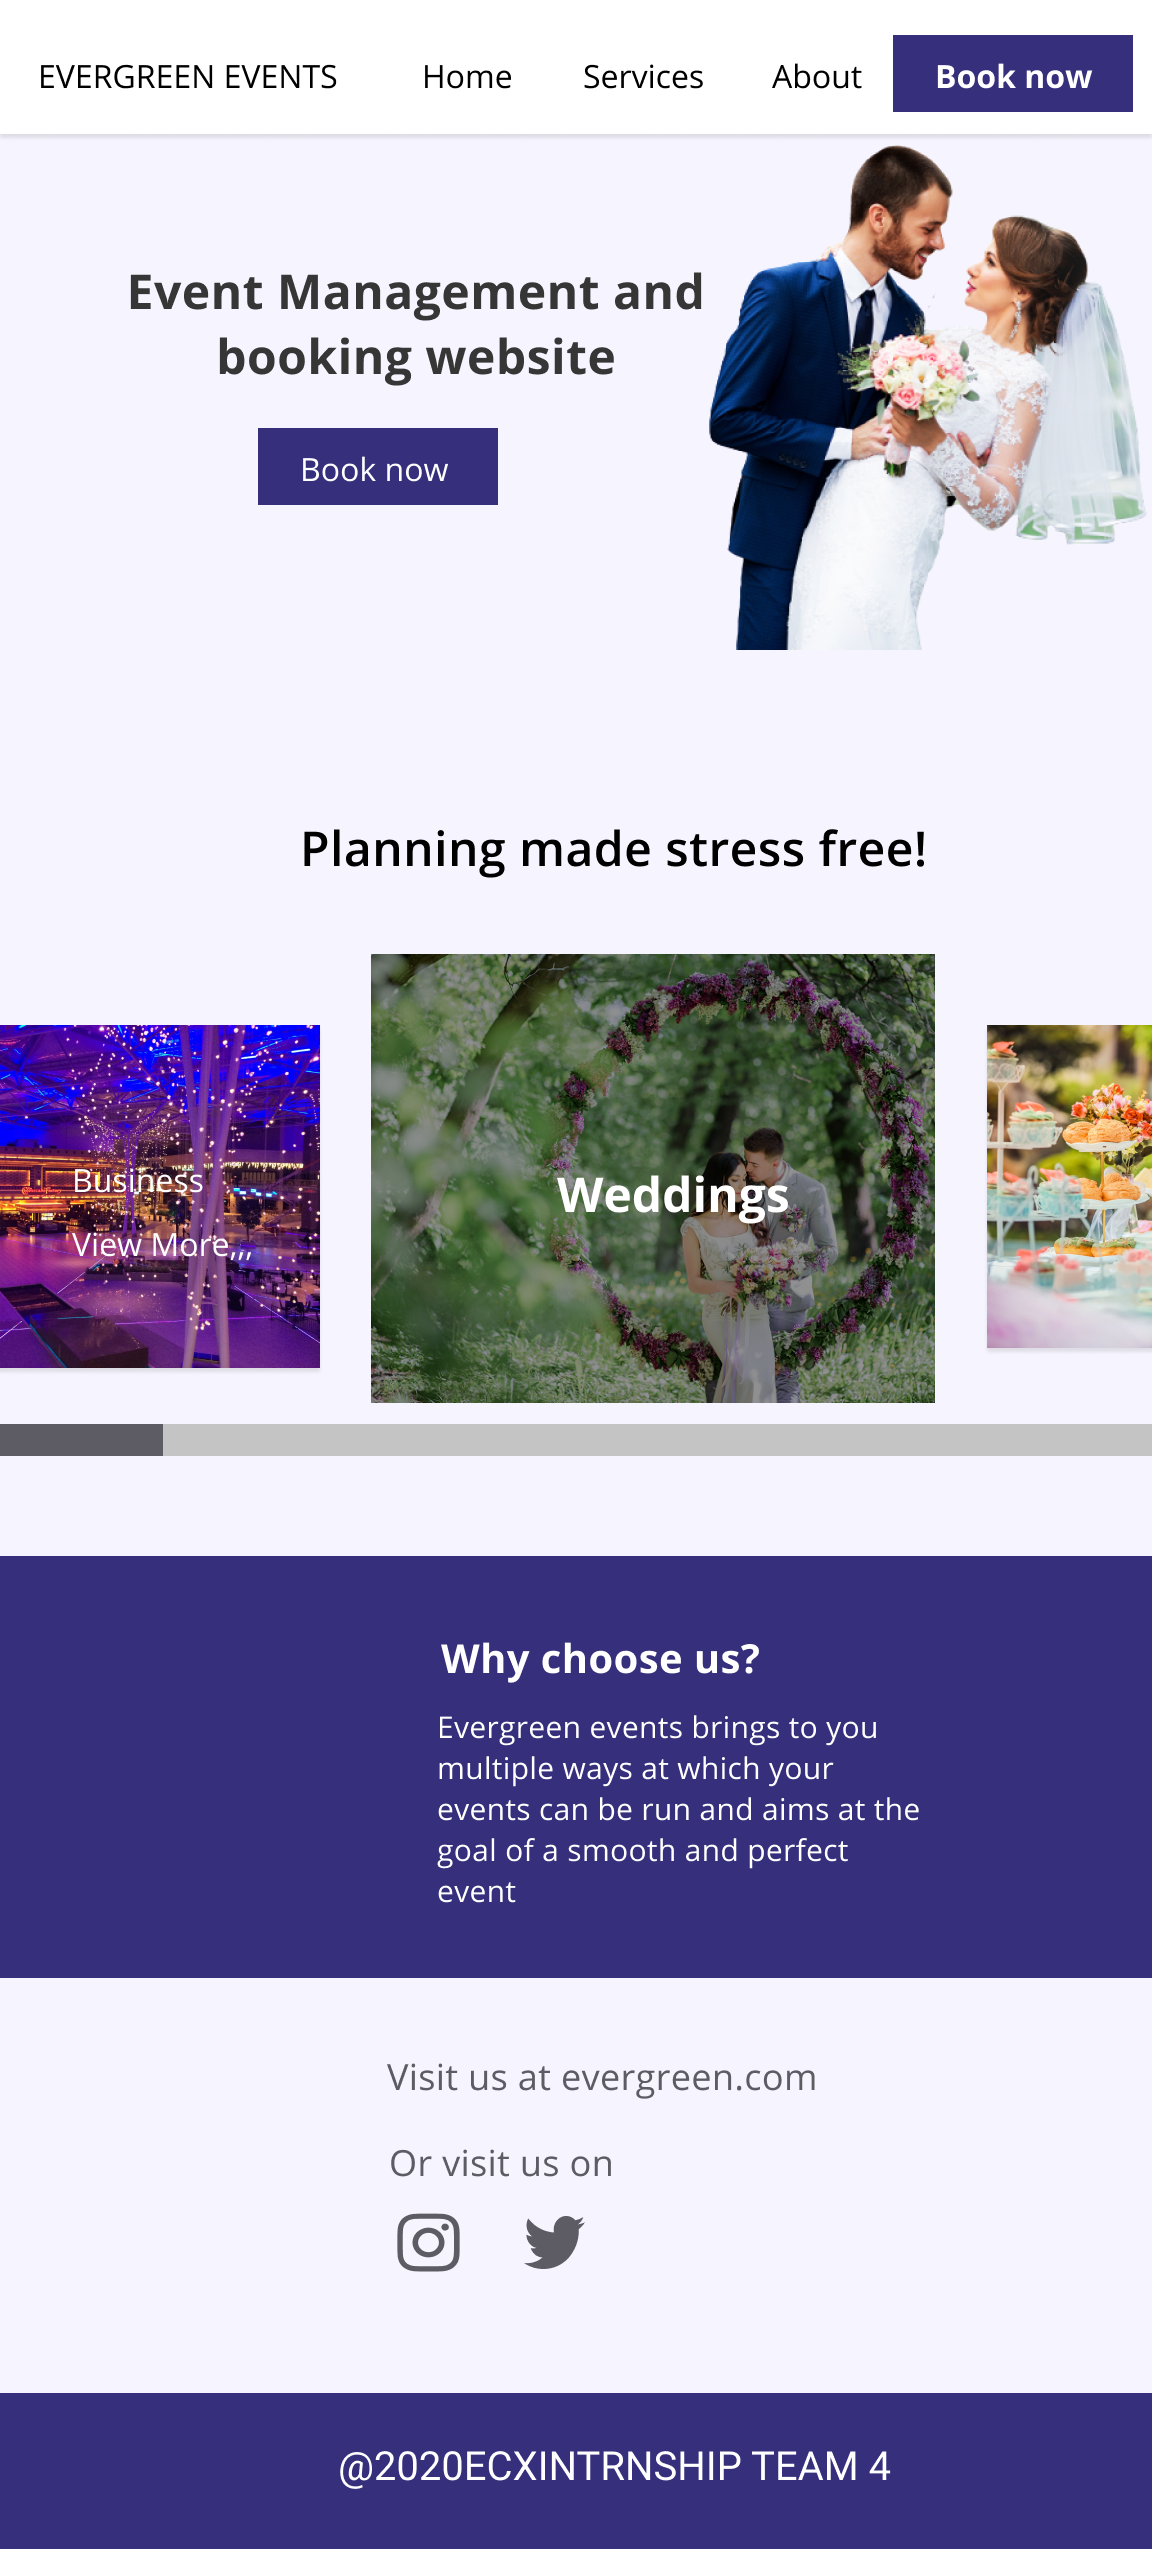 EVERGREEN EVENTS Home Services About Book now
Event Management and
booking website
Book now
Planning made stress free!
Business
View More,,,
Weddings
Why choose us?
Evergreen events brings to you
multiple ways at which your
events can be run and aims at the
goal of a smooth and perfect
event
Visit us at evergreen.com
Or visit us on
@2020ECXINTRNSHIP TEAM 4